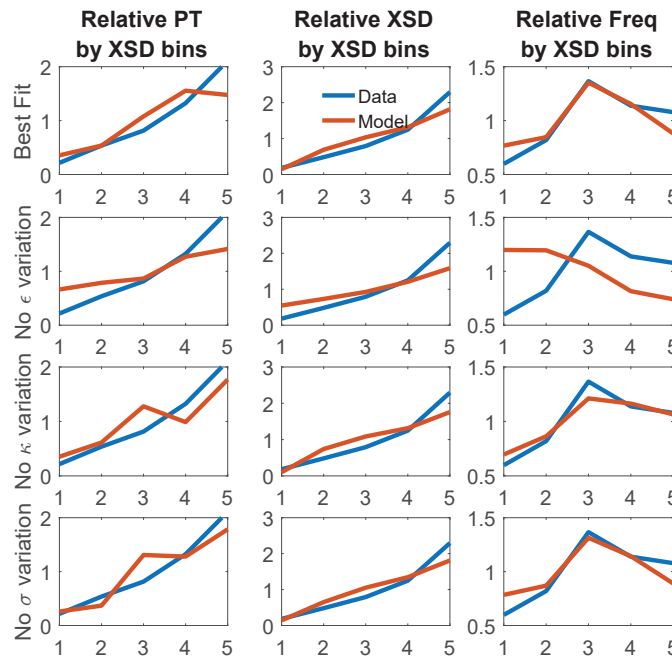 Relative PT
by XSD bins
Relative XSD
by XSD bins
Relative Freq
by XSD bins
Best Fit
2
1
0
1 2 3 4 5
3
2
1
0
1 2 3 4 5
Data
Model
1.5
1
0.5
1 2 3 4 5
No ϵ variation
2
1
0
1 2 3 4 5
3
2
1
0
1 2 3 4 5
1.5
1
0.5
1 2 3 4 5
No κ variation
2
1
0
1 2 3 4 5
3
2
1
0
1 2 3 4 5
1.5
1
0.5
1 2 3 4 5
No σ variation
2
1
0
1 2 3 4 5
3
2
1
0
1 2 3 4 5
1.5
1
0.5
1 2 3 4 5